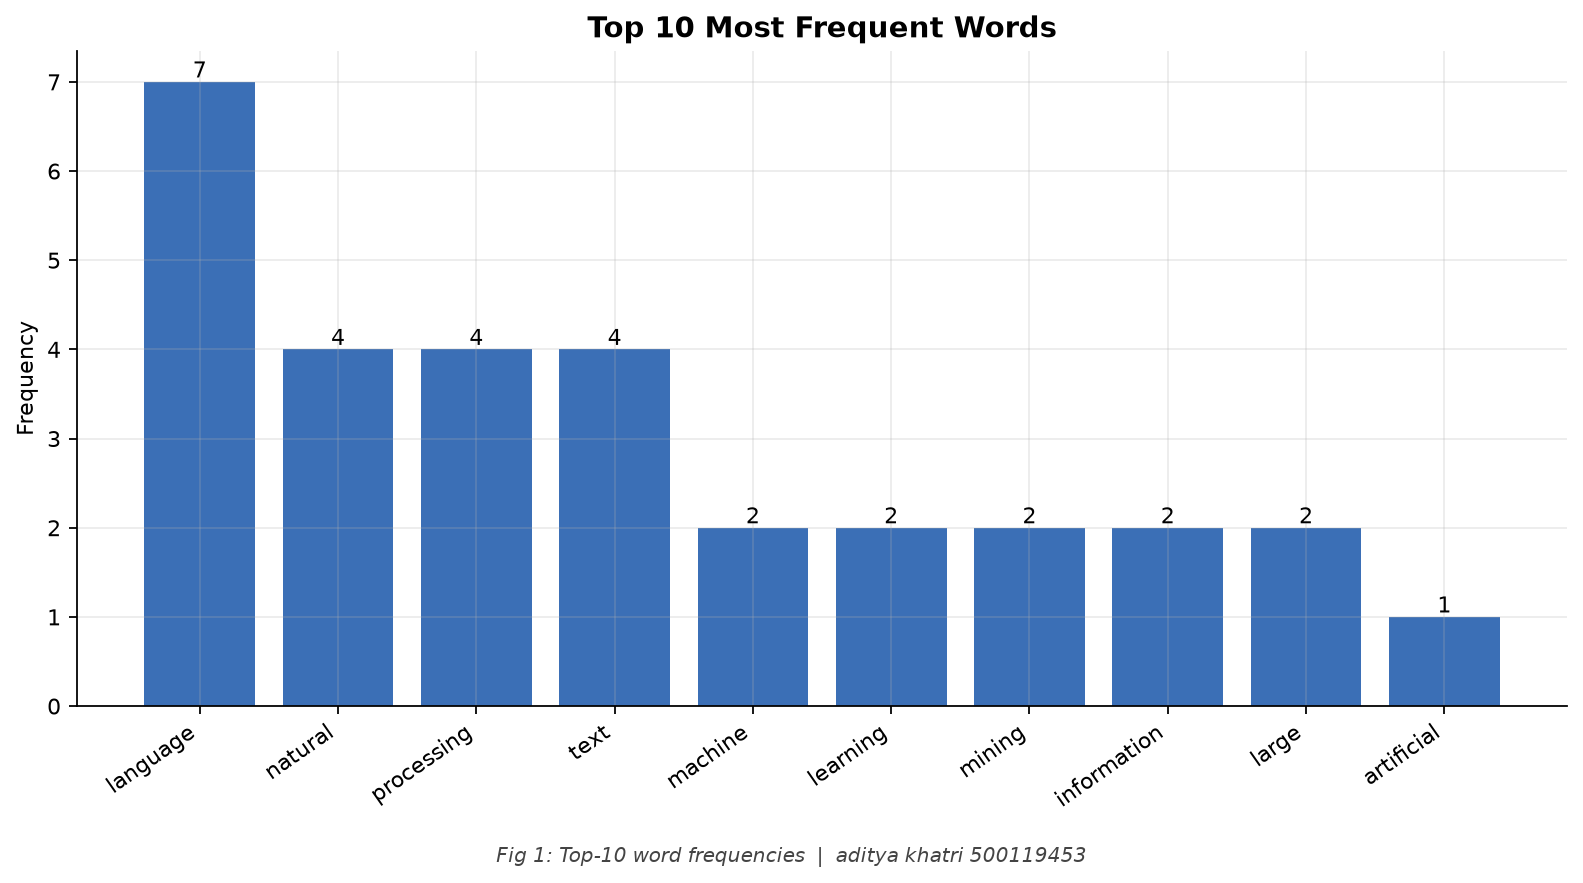 Top 10 Most Frequent Words
Frequency
7
6
5
4
3
2
1
0
7
4
4
4
2
2
2
2
2
1
language
natural
processing
text
machine
learning
mining
information
large
artificial
Fig 1: Top-10 word frequencies | aditya khatri 500119453